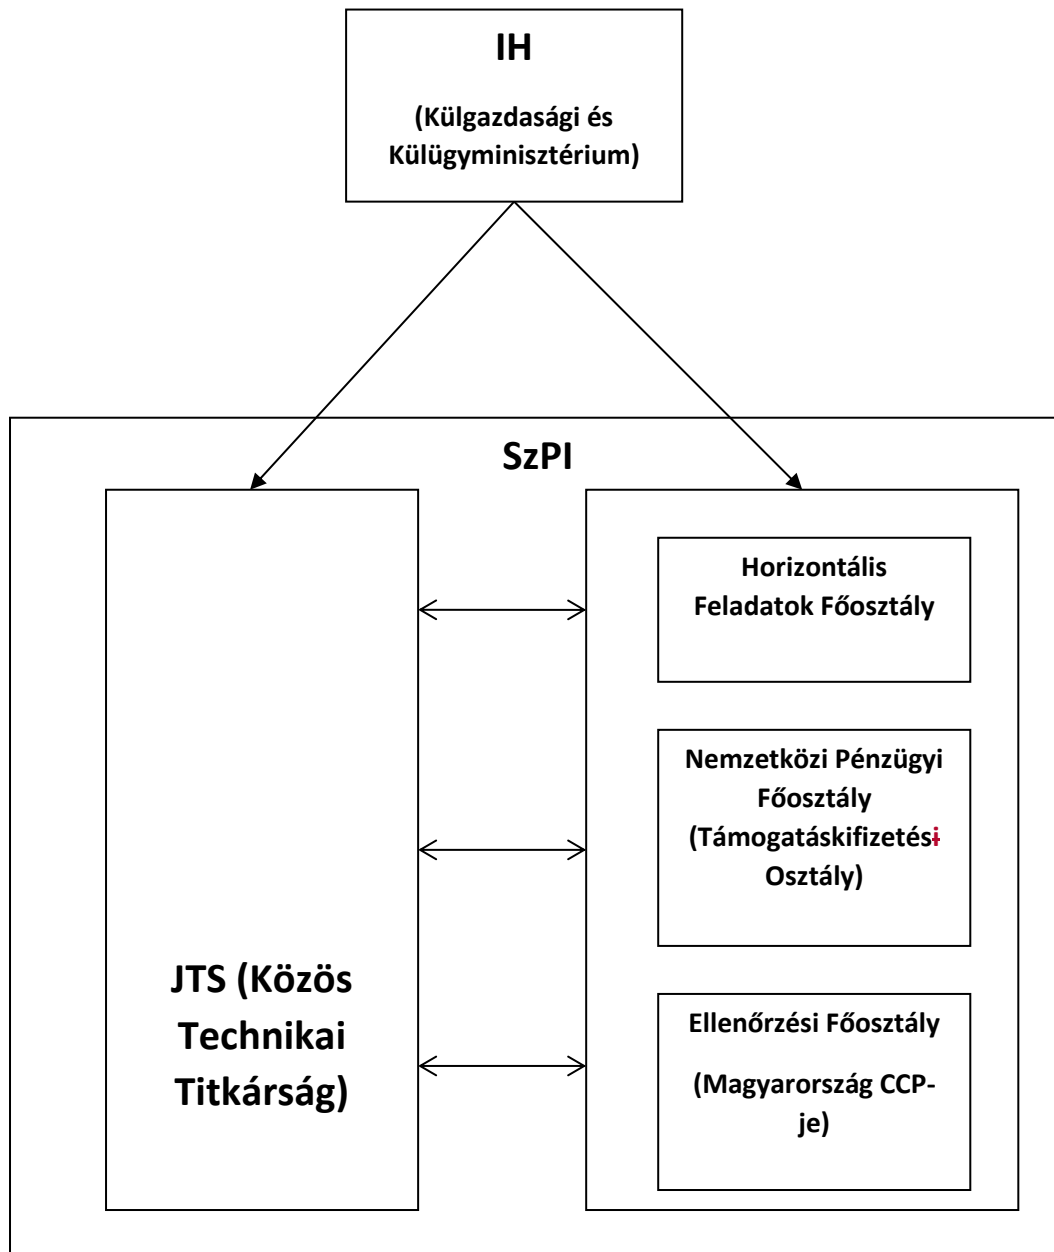 IH
(Külgazdasági és
Külügyminisztérium)
SzPI
JTS (Közös
Technikai
Titkárság)
Horizontális
Feladatok Főosztály
Nemzetközi Pénzügyi
Főosztály
(Támogatáskifizetési
Osztály)
Ellenőrzési Főosztály
(Magyarország CCP-
je)